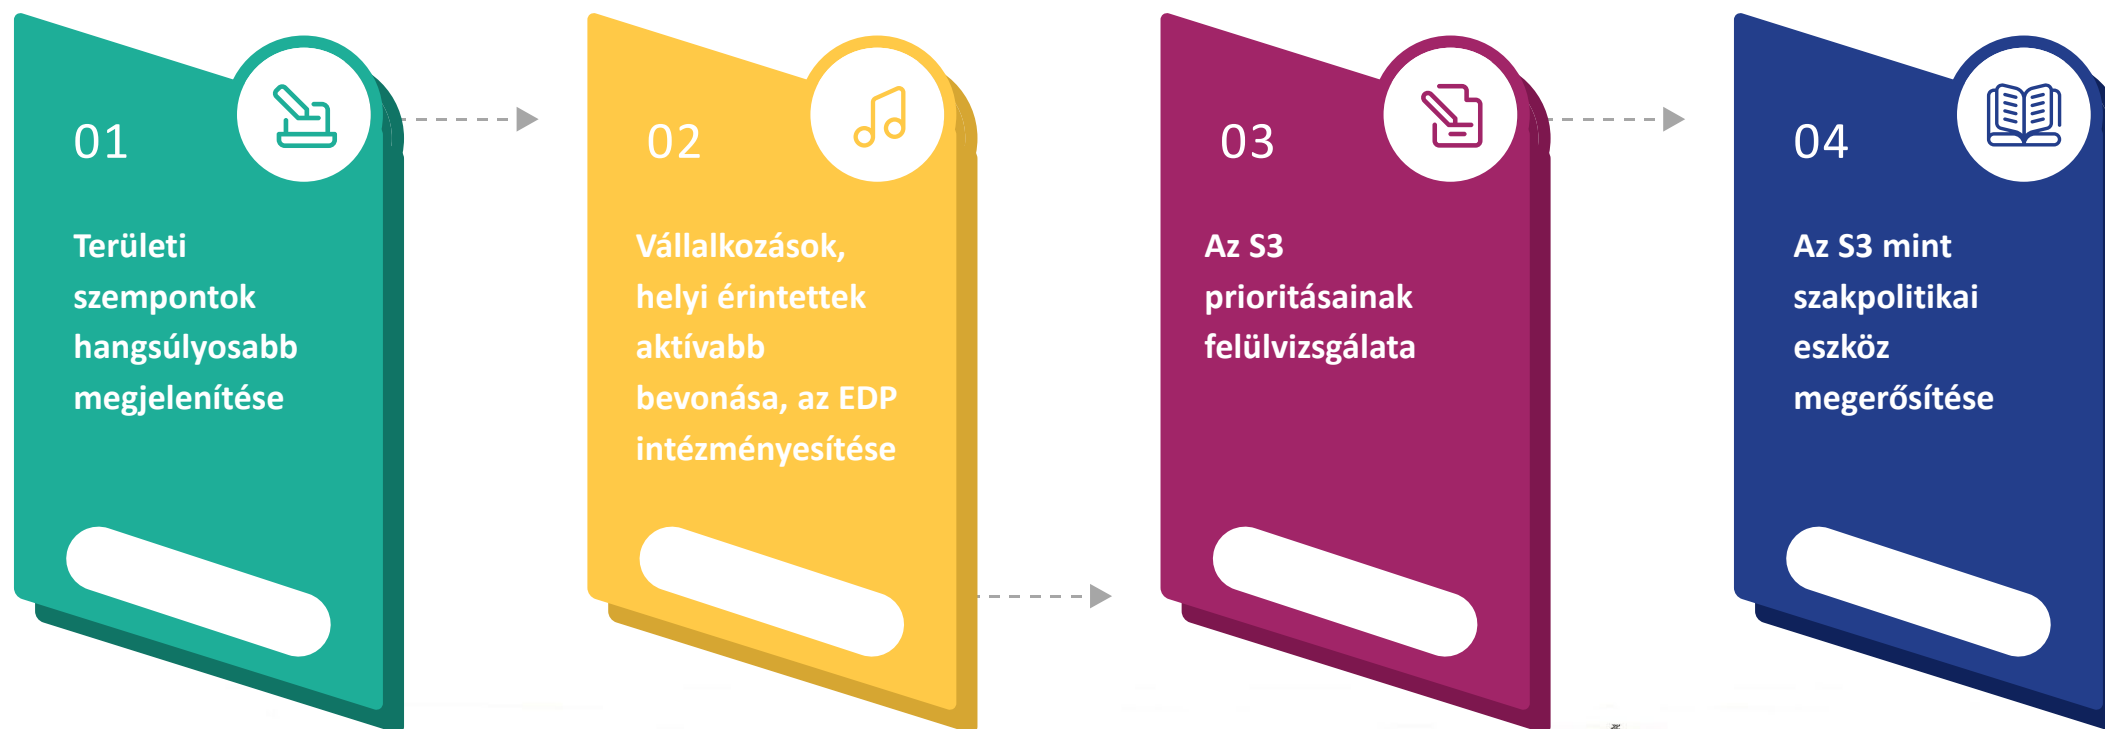 01
Területi
szempontok
hangsúlyosabb
megjelenítése
02
Vállalkozások,
helyi érintettek
aktívabb
bevonása, az EDP
intézményesítése
03
Az S3
prioritásainak
felülvizsgálata
04
Az S3 mint
szakpolitikai
eszköz
megerősítése